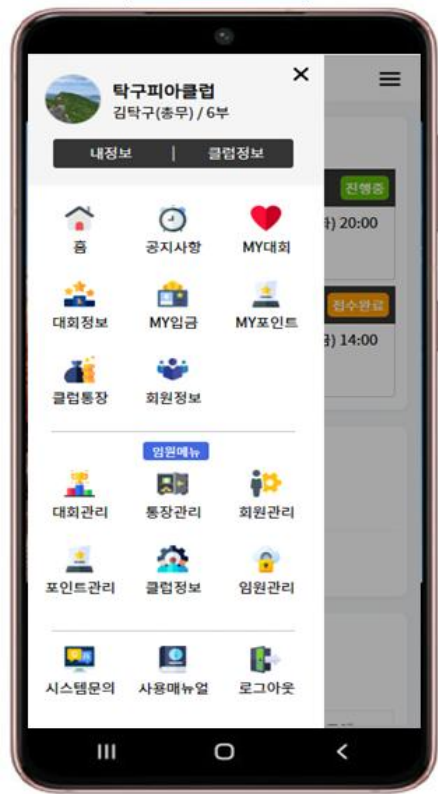 탁구피아클럽
김탁구(총무) / 6부
내정보 | 클럽정보
홈 공지사항 MY대회
대회정보 MY입금 MY포인트
클럽통장 회원정보
임원메뉴
대회관리 통장관리 회원관리
포인트관리 클럽정보 임원관리
시스템문의 사용매뉴얼 로그아웃
진행중
) 20:00
접수완료
) 14:00